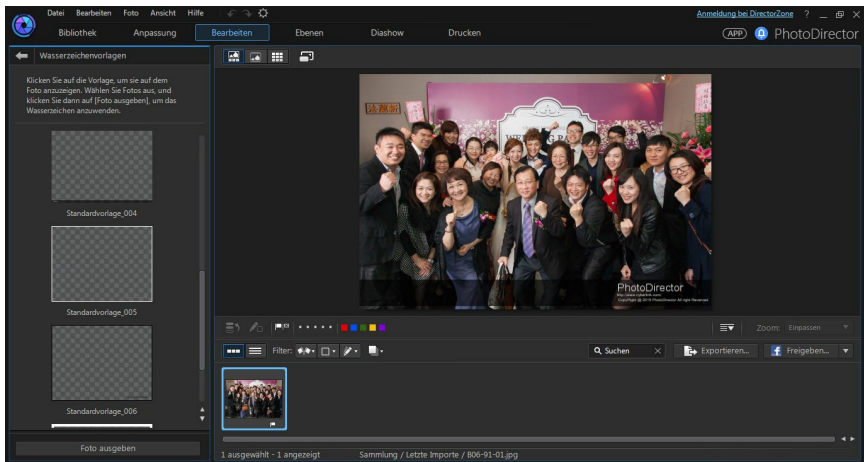 Datei Bearbeiten Foto Ansicht Hilfe
Anmeldung bei DirectorZone ?
Bibliothek Anpassung Bearbeiten Ebenen Diashow Drucken
APP PhotoDirector
Wasserzeichenvorlagen
Klicken Sie auf die Vorlage, um sie auf dem
Foto anzuzeigen. Wählen Sie Fotos aus, und
klicken Sie dann auf [Foto ausgeben], um das
Wasserzeichen anzuwenden.
Standardvorlage_004
Standardvorlage_005
Standardvorlage_006
Foto ausgeben
PhotoDirector
Zoom: Einpassen
Filter:
Suchen
Exportieren...
Freigeben...
1 ausgewählt - 1 angezeigt
Sammlung / Letzte Importe / B06-91-01.jpg